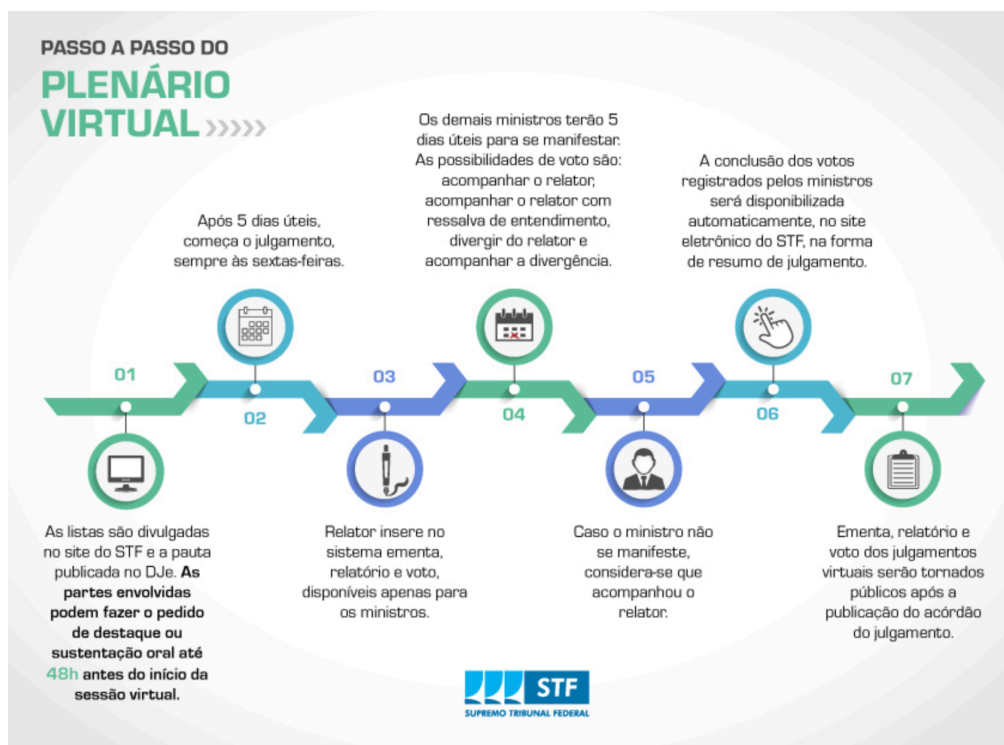 PASSO A PASSO DO
PLENÁRIO
VIRTUAL
01
As listas são divulgadas
no site do STF e a pauta
publicada no DJe. As
partes envolvidas
podem fazer o pedido
de destaque ou
sustentação oral até
48h antes do início da
sessão virtual.
Após 5 dias úteis,
começa o julgamento,
sempre às sextas-feiras.
02
03
Relator insere no
sistema ementa,
relatório e voto,
disponíveis apenas para
os ministros.
Os demais ministros terão 5
dias úteis para se manifestar.
As possibilidades de voto são:
acompanhar o relator,
acompanhar o relator com
ressalva de entendimento,
divergir do relator e
acompanhar a divergência.
04
05
Caso o ministro não
se manifeste,
considera-se que
acompanhou o
relator.
A conclusão dos votos
registrados pelos ministros
será disponibilizada
automaticamente, no site
eletrônico do STF, na forma
de resumo de julgamento.
06
07
Ementa, relatório e
voto dos julgamentos
virtuais serão tornados
públicos após a
publicação do acórdão
do julgamento.
STF
SUPREMO TRIBUNAL FEDERAL